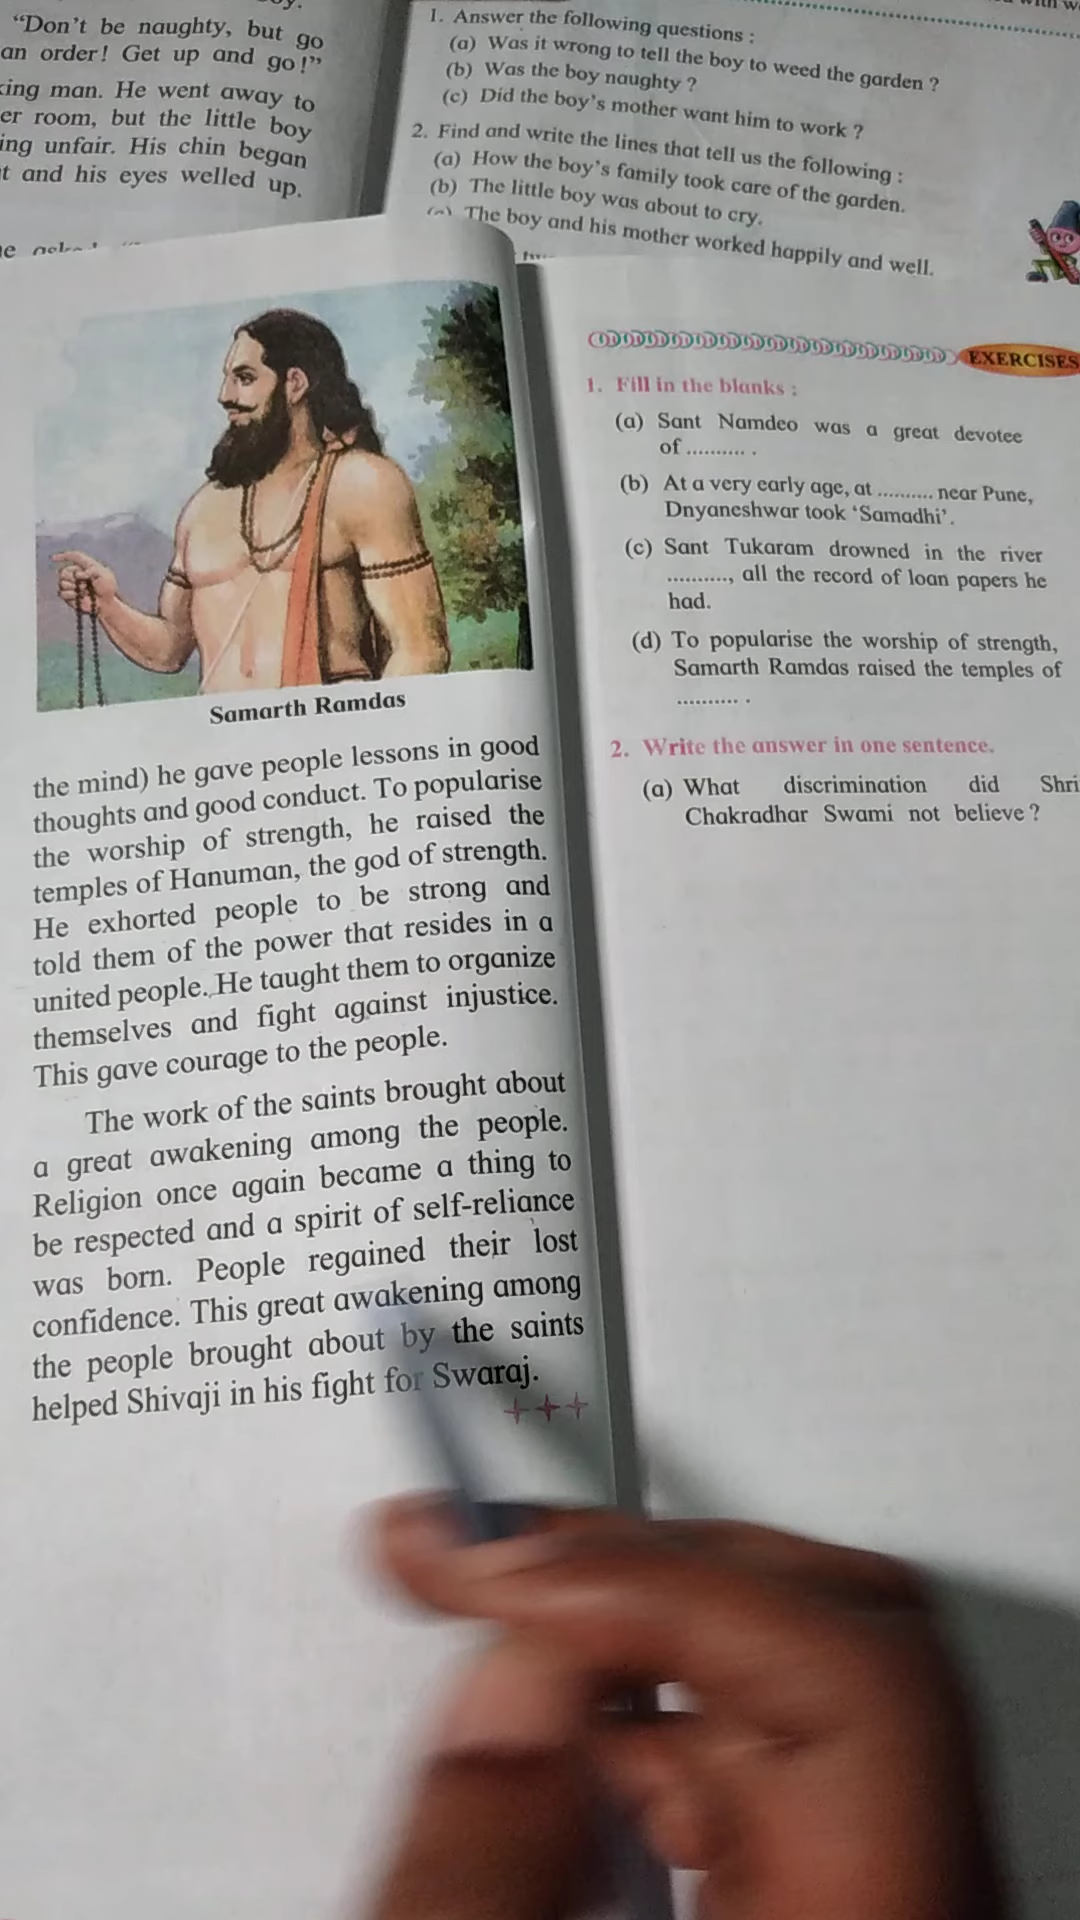 “Don’t be naughty, but go
an order! Get up and go!”
king man. He went away to
er room, but the little boy
ing unfair. His chin began
t and his eyes welled up.
1. Answer the following questions :
(a) Was it wrong to tell the boy to weed the garden ?
(b) Was the boy naughty ?
(c) Did the boy’s mother want him to work ?
2. Find and write the lines that tell us the following :
(a) How the boy’s family took care of the garden.
(b) The little boy was about to cry.
The boy and his mother worked happily and well.
Samarth Ramdas
the mind) he gave people lessons in good
thoughts and good conduct. To popularise
the worship of strength, he raised the
temples of Hanuman, the god of strength.
He exhorted people to be strong and
told them of the power that resides in a
united people. He taught them to organize
themselves and fight against injustice.
This gave courage to the people.
The work of the saints brought about
a great awakening among the people.
Religion once again became a thing to
be respected and a spirit of self-reliance
was born. People regained their lost
confidence. This great awakening among
the people brought about by the saints
helped Shivaji in his fight for Swaraj.
EXERCISES
1. Fill in the blanks :
(a) Sant Namdeo was a great devotee
of .......... .
(b) At a very early age, at .......... near Pune,
Dnyaneshwar took ‘Samadhi’.
(c) Sant Tukaram drowned in the river
.........., all the record of loan papers he
had.
(d) To popularise the worship of strength,
Samarth Ramdas raised the temples of
.......... .
2. Write the answer in one sentence.
(a) What discrimination did Shri
Chakradhar Swami not believe ?